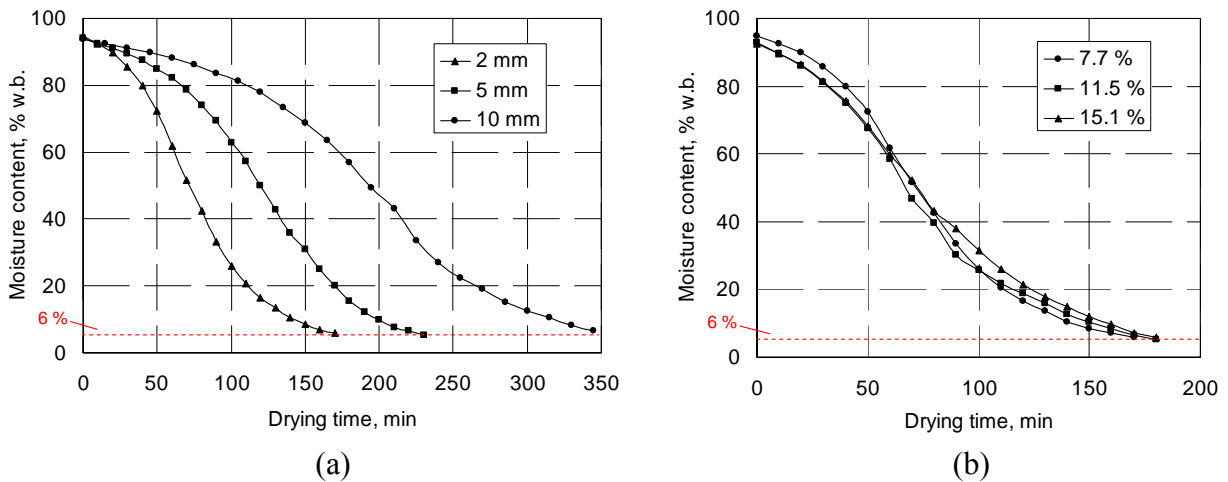 100
80
60
40
20
0
6 %
Moisture content, % w.b.
2 mm
5 mm
10 mm
0 50 100 150 200 250 300 350
Drying time, min
(a)
100
80
60
40
20
0
6 %
Moisture content, % w.b.
7.7 %
11.5 %
15.1 %
0 50 100 150 200
Drying time, min
(b)